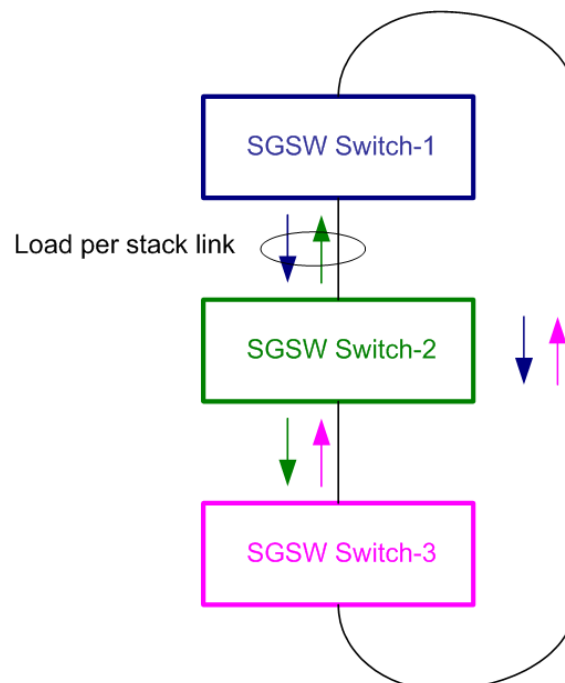 SGSW Switch-1
Load per stack link
SGSW Switch-2
SGSW Switch-3